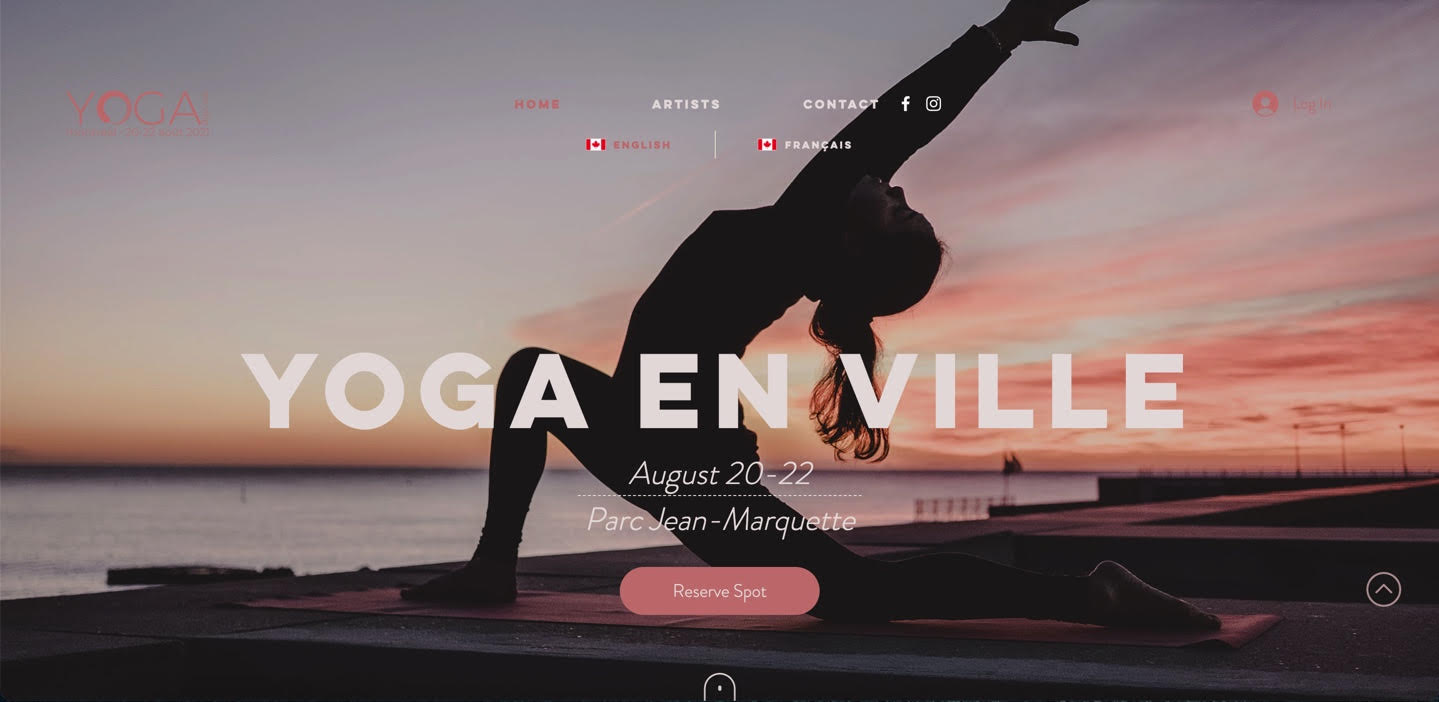 YOGA
montréal · 20-22 août 2021
HOME
ARTISTS
CONTACT
Log In
ENGLISH
FRANÇAIS
YOGA EN VILLE
August 20-22
Parc Jean-Marquette
Reserve Spot